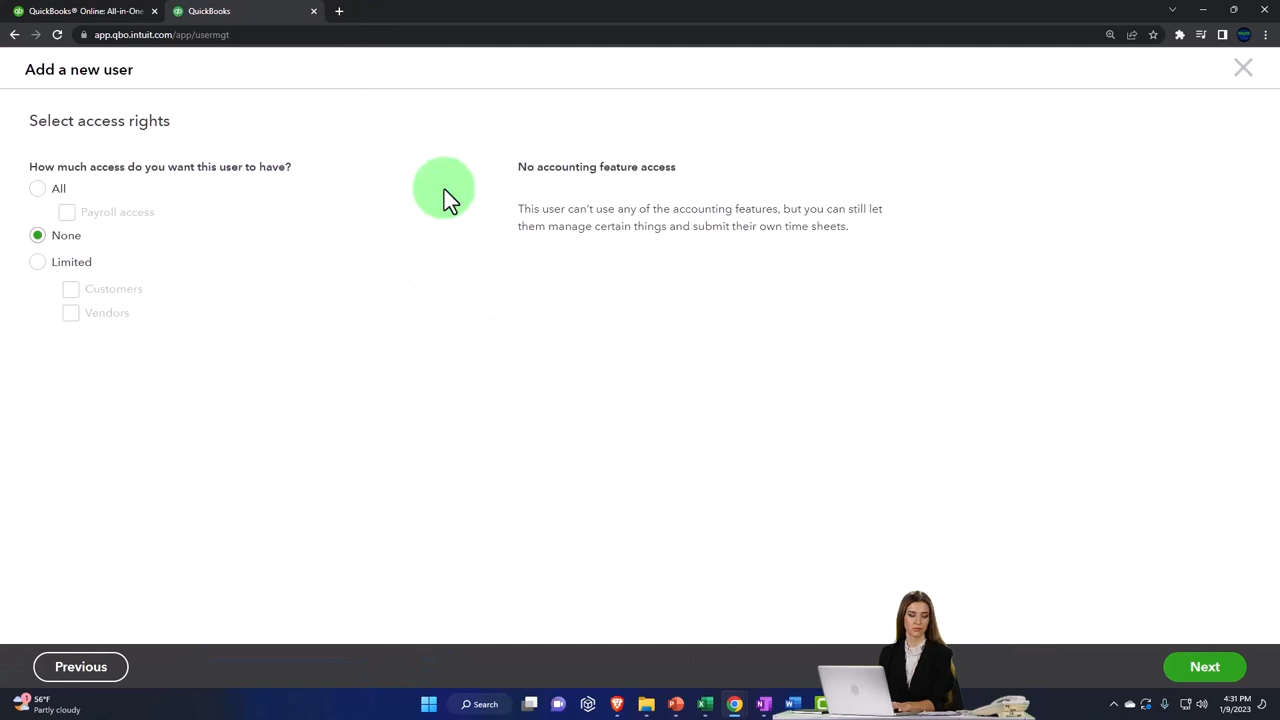 QuickBooks® Online: All-in-One
QuickBooks
app.qbo.intuit.com/app/usermgt
Add a new user
Select access rights
How much access do you want this user to have?
All
Payroll access
None
Limited
Customers
Vendors
No accounting feature access
This user can't use any of the accounting features, but you can still let
them manage certain things and submit their own time sheets.
Previous
Next
1
56°F
Partly cloudy
Search
4:31 PM
1/9/2023